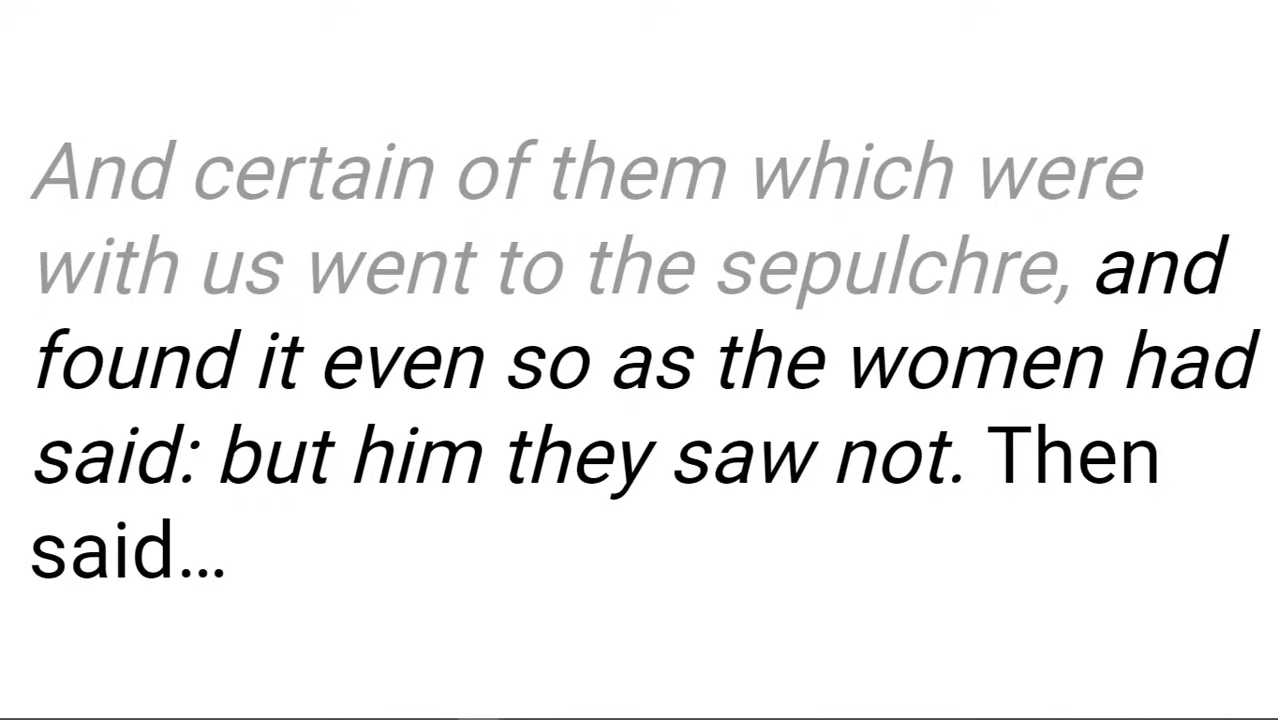 And certain of them which were
with us went to the sepulchre, and
found it even so as the women had
said: but him they saw not. Then
said...